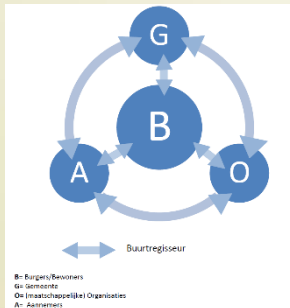 G
B
A
O
Buurtregisseur
B= Burgers/Bewoners
G= Gemeente
O= (maatschappelijke) Organisaties
A= Aannemers